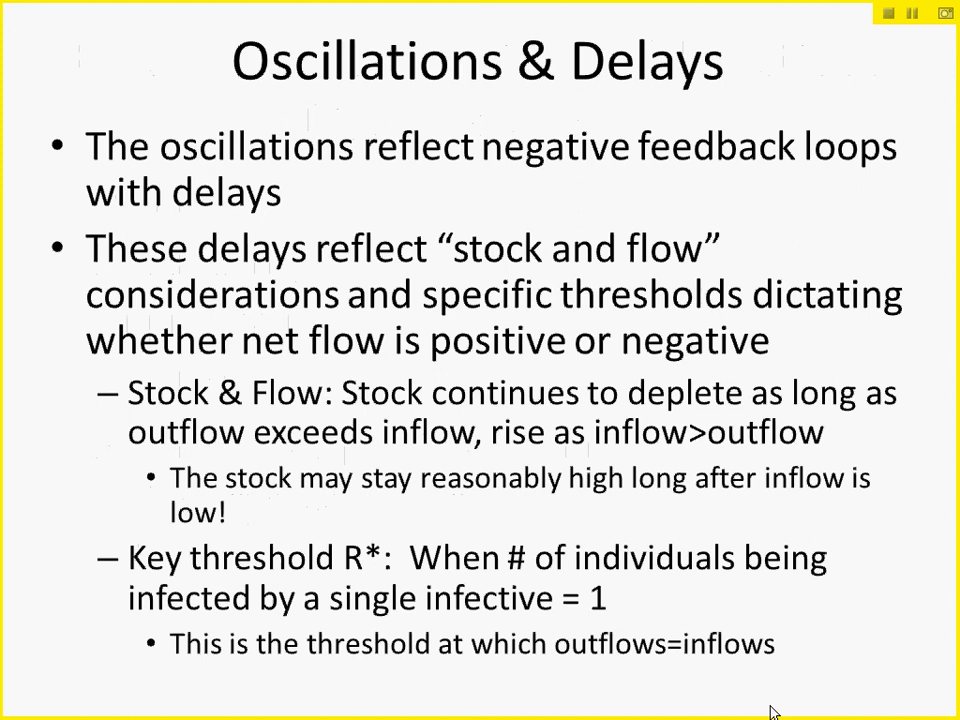 Oscillations & Delays
• The oscillations reflect negative feedback loops
with delays
• These delays reflect “stock and flow”
considerations and specific thresholds dictating
whether net flow is positive or negative
– Stock & Flow: Stock continues to deplete as long as
outflow exceeds inflow, rise as inflow>outflow
• The stock may stay reasonably high long after inflow is
low!
– Key threshold R*:  When # of individuals being
infected by a single infective = 1
• This is the threshold at which outflows=inflows